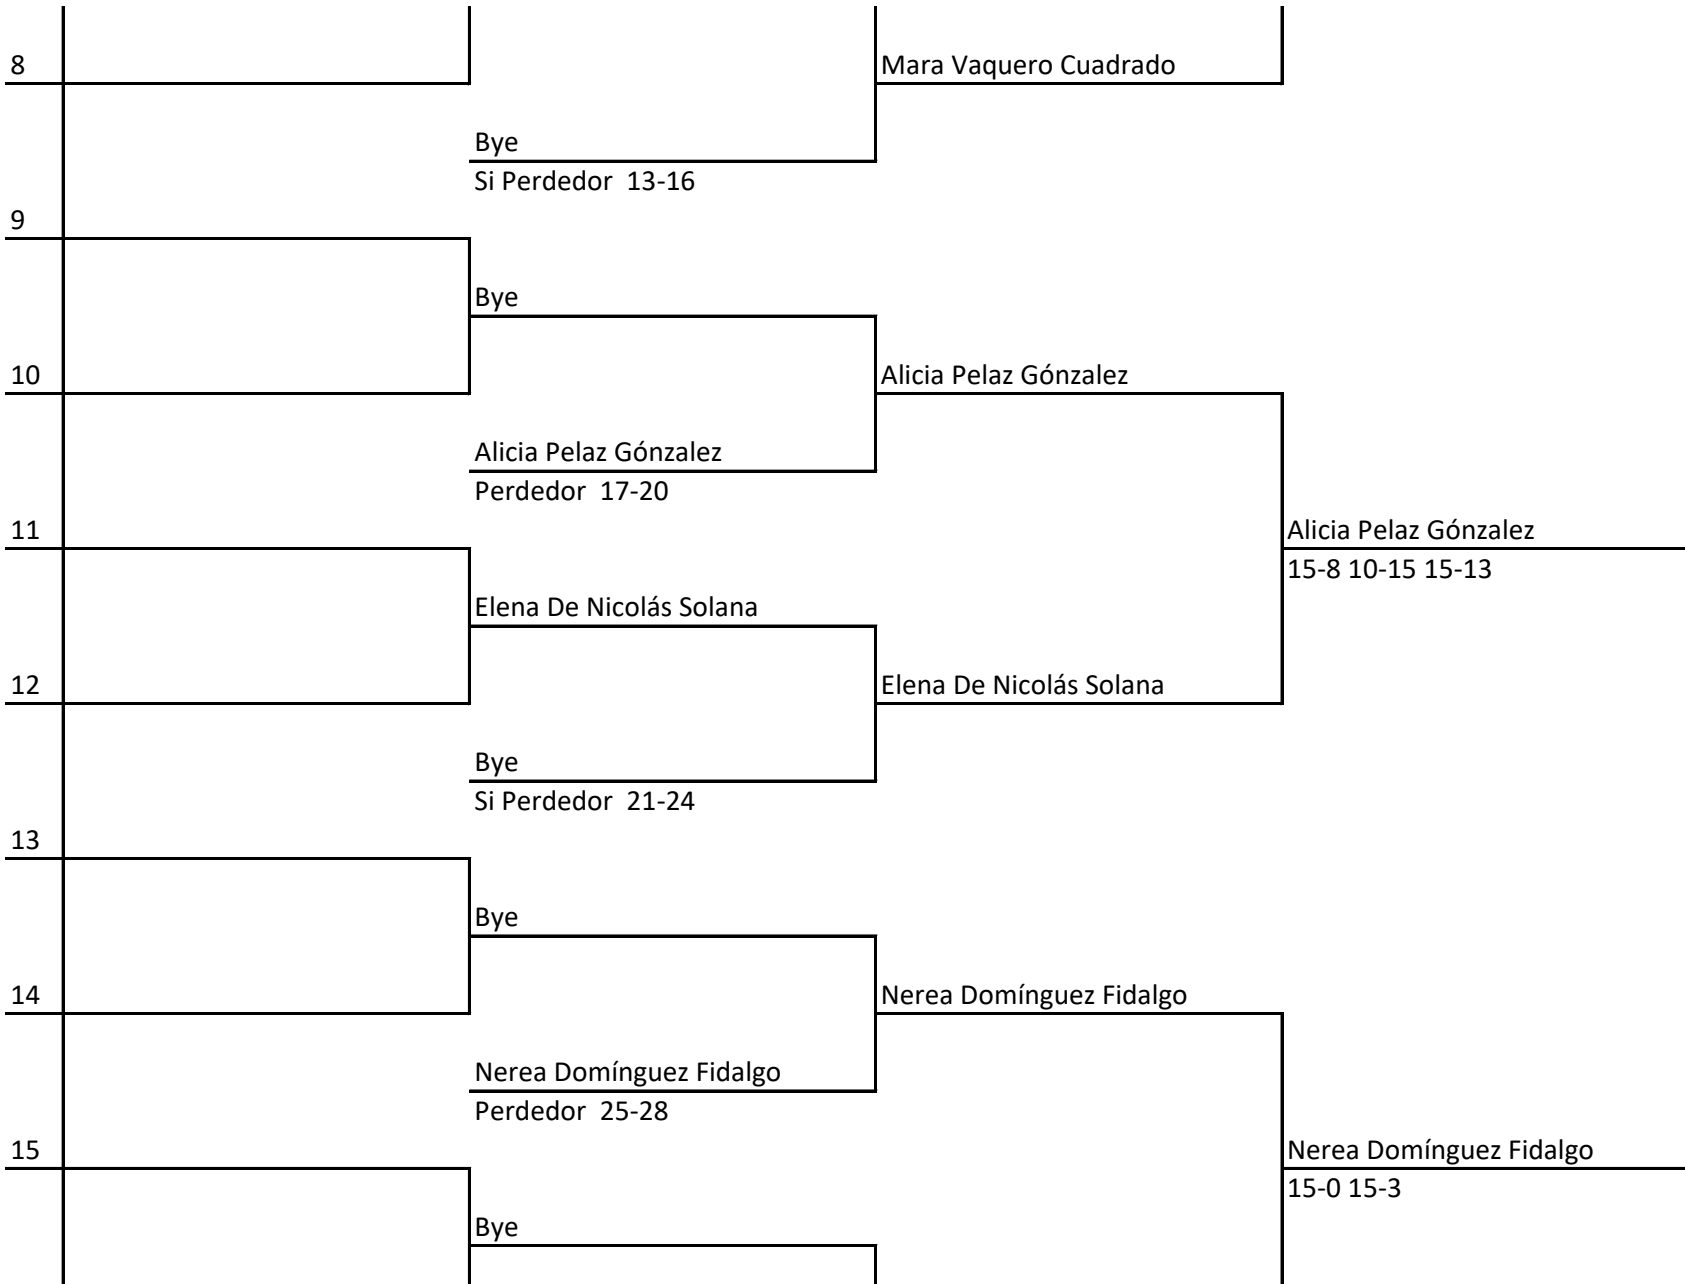 8
Mara Vaquero Cuadrado
Bye
Si Perdedor 13-16
9
Bye
10
Alicia Pelaz Gónzalez
Alicia Pelaz Gónzalez
Perdedor 17-20
11
Alicia Pelaz Gónzalez
15-8 10-15 15-13
Elena De Nicolás Solana
12
Elena De Nicolás Solana
Bye
Si Perdedor 21-24
13
Bye
14
Nerea Domínguez Fidalgo
Nerea Domínguez Fidalgo
Perdedor 25-28
15
Nerea Domínguez Fidalgo
15-0 15-3
Bye